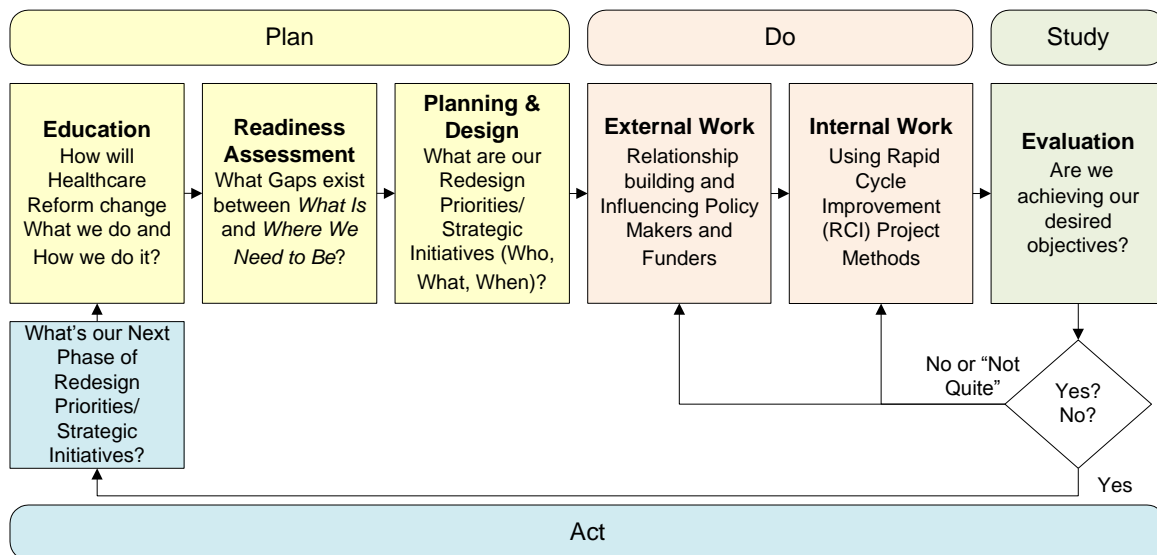 Plan
Do
Study
Education
How will
Healthcare
Reform change
What we do and
How we do it?
Readiness
Assessment
What Gaps exist
between What Is
and Where We
Need to Be?
Planning &
Design
What are our
Redesign
Priorities/
Strategic
Initiatives (Who,
What, When)?
External Work
Relationship
building and
Influencing Policy
Makers and
Funders
Internal Work
Using Rapid
Cycle
Improvement
(RCI) Project
Methods
Evaluation
Are we
achieving our
desired
objectives?
What’s our Next
Phase of
Redesign
Priorities/
Strategic
Initiatives?
No or “Not
Quite”
Yes?
No?
Yes
Act